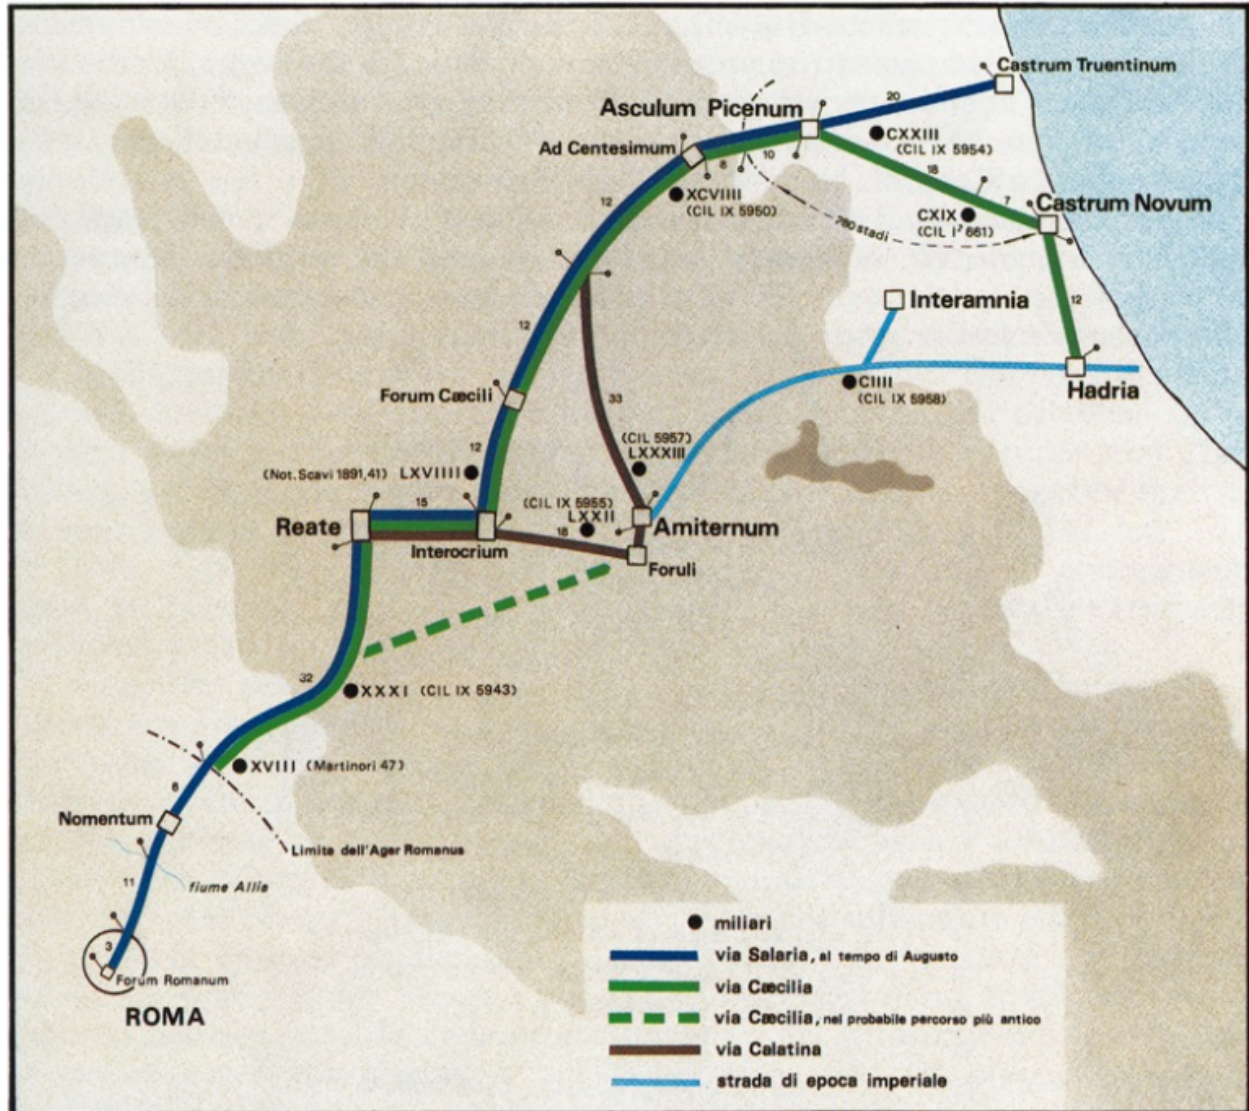 Castrum Truentinum
20
Asculum Picenum
CXXIII
(CIL IX 5954)
Ad Centesimum
8
10
18
XCVIIII
(CIL IX 5950)
12
7
Castrum Novum
CXIX
(CIL I² 661)
780 stadi
Interamnia
12
12
CIIII
(CIL IX 5958)
Hadria
Forum Cæcili
33
12
(CIL 5957)
LXXXIII
(Not. Scavi 1891,41) LXVIIII
15
(CIL IX 5955)
LXXII
18
Reate
Interocrium
Amiternum
Foruli
32
XXXI (CIL IX 5943)
XVIII (Martinori 47)
6
Nomentum
Limite dell'Ager Romanus
11
fiume Allia
3
Forum Romanum
ROMA
miliari
via Salaria, al tempo di Augusto
via Cæcilia
via Cæcilia, nel probabile percorso più antico
via Calatina
strada di epoca imperiale